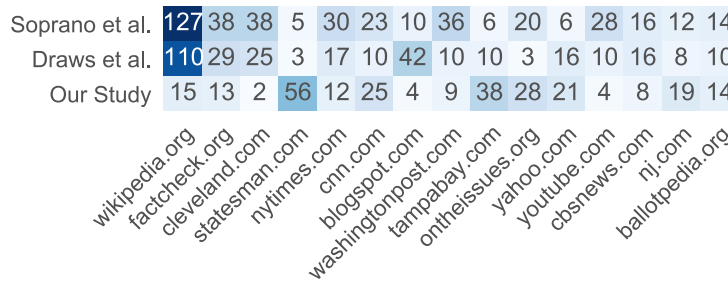 Soprano et al. 127 38 38 5 30 23 10 36 6 20 6 28 16 12 14
Draws et al. 110 29 25 3 17 10 42 10 10 3 16 10 16 8 10
Our Study 15 13 2 56 12 25 4 9 38 28 21 4 8 19 14
wikipedia.org
factcheck.org
cleveland.com
statesman.com
nytimes.com
cnn.com
blogspot.com
washingtonpost.com
tampabay.com
ontheissues.org
yahoo.com
youtube.com
cbsnews.com
nj.com
ballotpedia.org